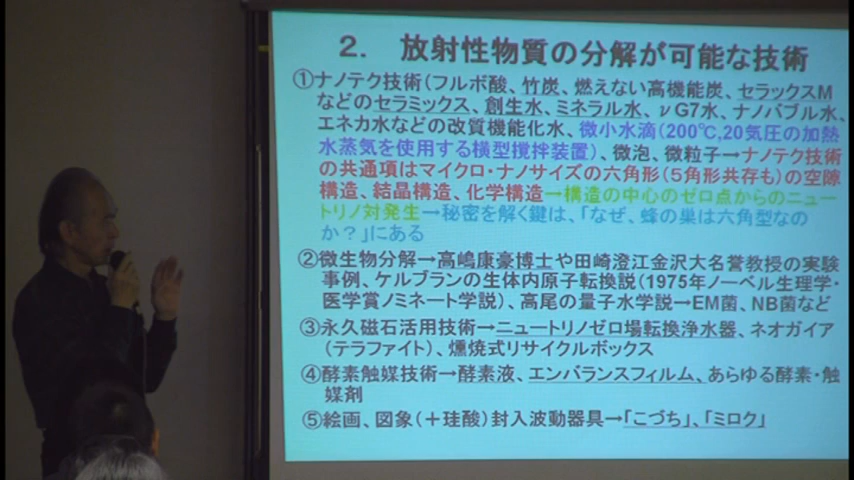 2. 放射性物質の分解が可能な技術
①ナノテク技術(フルボ酸、竹炭、燃えない高機能炭、セラックスM
などのセラミックス、創生水、ミネラル水、νG7水、ナノバブル水、
エネカ水などの改質機能化水、微小水滴(200℃,20気圧の加熱
水蒸気を使用する横型撹拌装置)、微泡、微粒子→ナノテク技術
の共通項はマイクロ・ナノサイズの六角形(5角形共存も)の空隙
構造、結晶構造、化学構造→構造の中心のゼロ点からのニュー
トリノ対発生→秘密を解く鍵は、「なぜ、蜂の巣は六角型なの
か?」にある
②微生物分解→高嶋康豪博士や田崎澄江金沢大名誉教授の実験
事例、ケルブランの生体内原子転換説(1975年ノーベル生理学・
医学賞ノミネート学説)、高尾の量子水学説→EM菌、NB菌など
③永久磁石活用技術→ニュートリノゼロ場転換浄水器、ネオガイア
(テラファイト)、燻焼式リサイクルボックス
④酵素触媒技術→酵素液、エンバランスフィルム、あらゆる酵素・触
媒剤
⑤絵画、図象(+珪酸)封入波動器具→「こづち」、「ミロク」